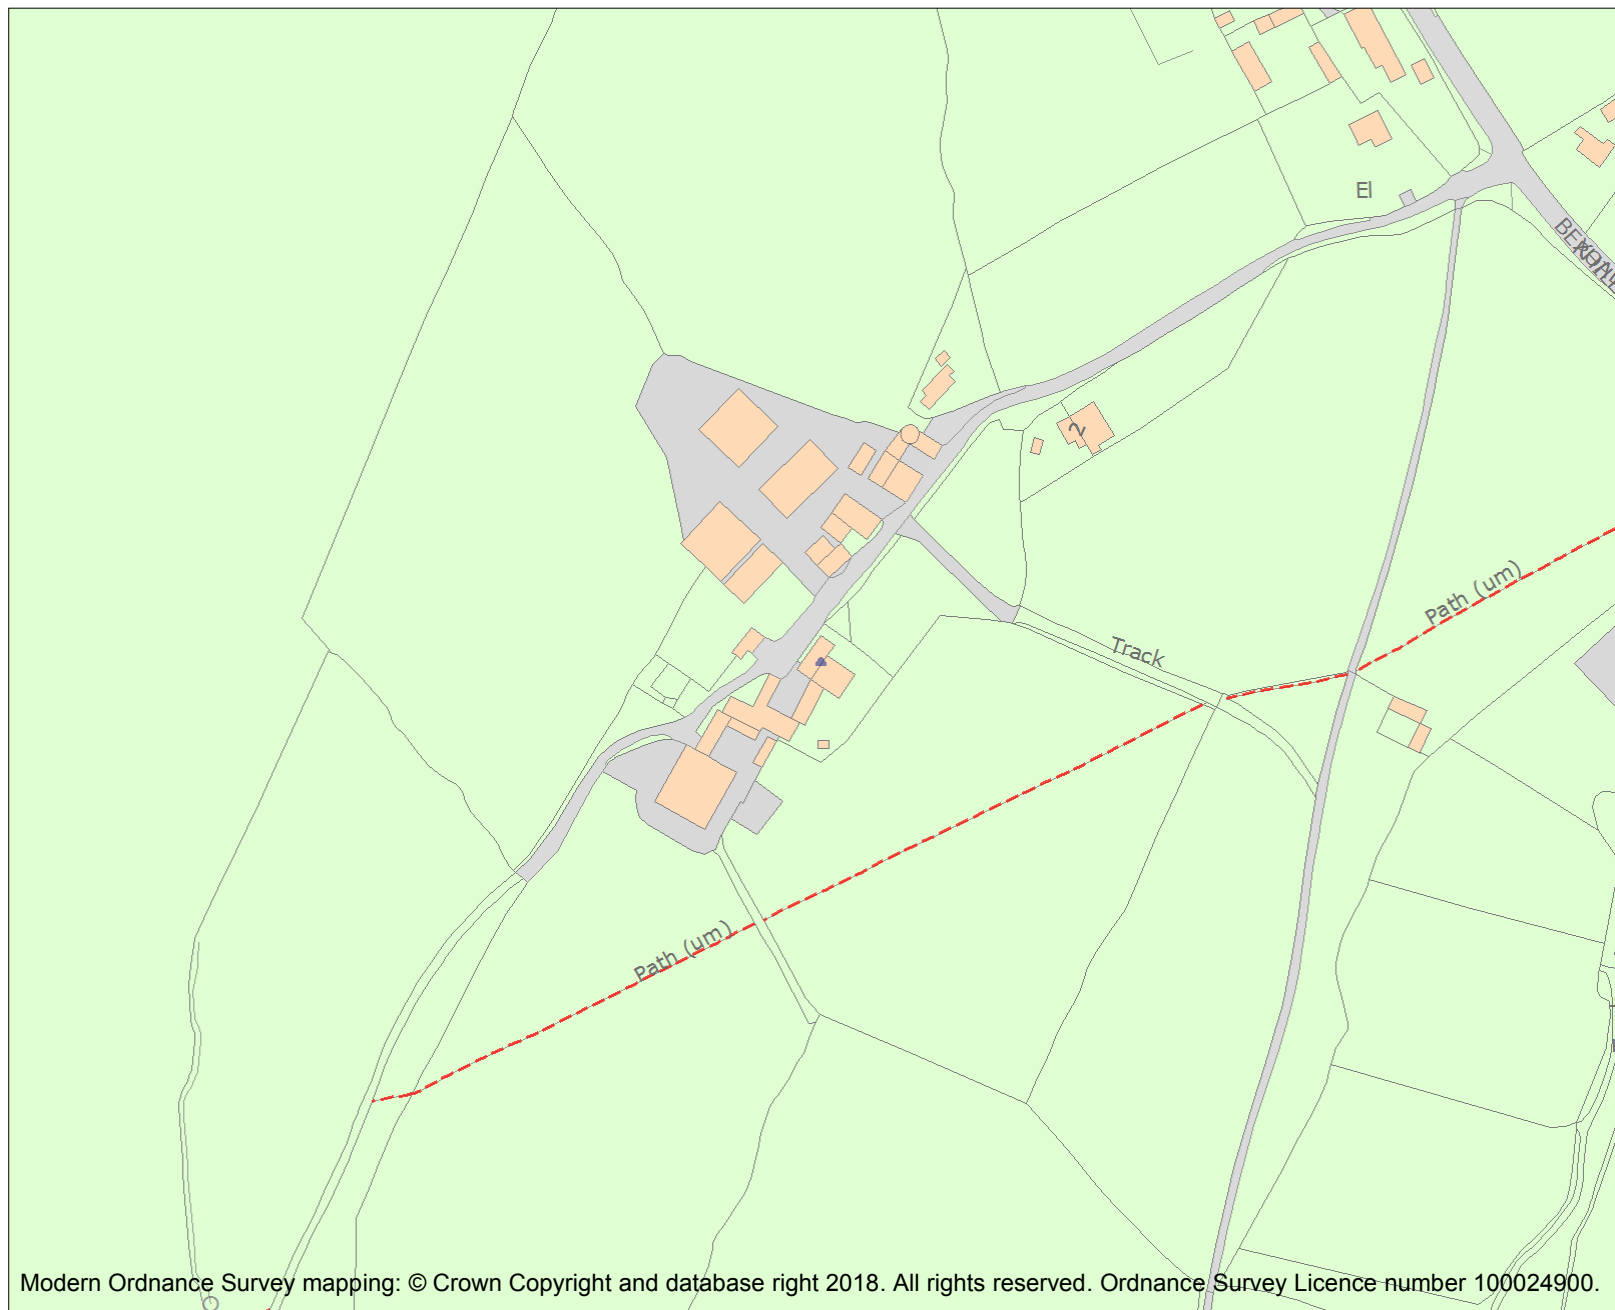 El
2
Path (um)
Track
Path (um)
Modern Ordnance Survey mapping: © Crown Copyright and database right 2018. All rights reserved. Ordnance Survey Licence number 100024900.